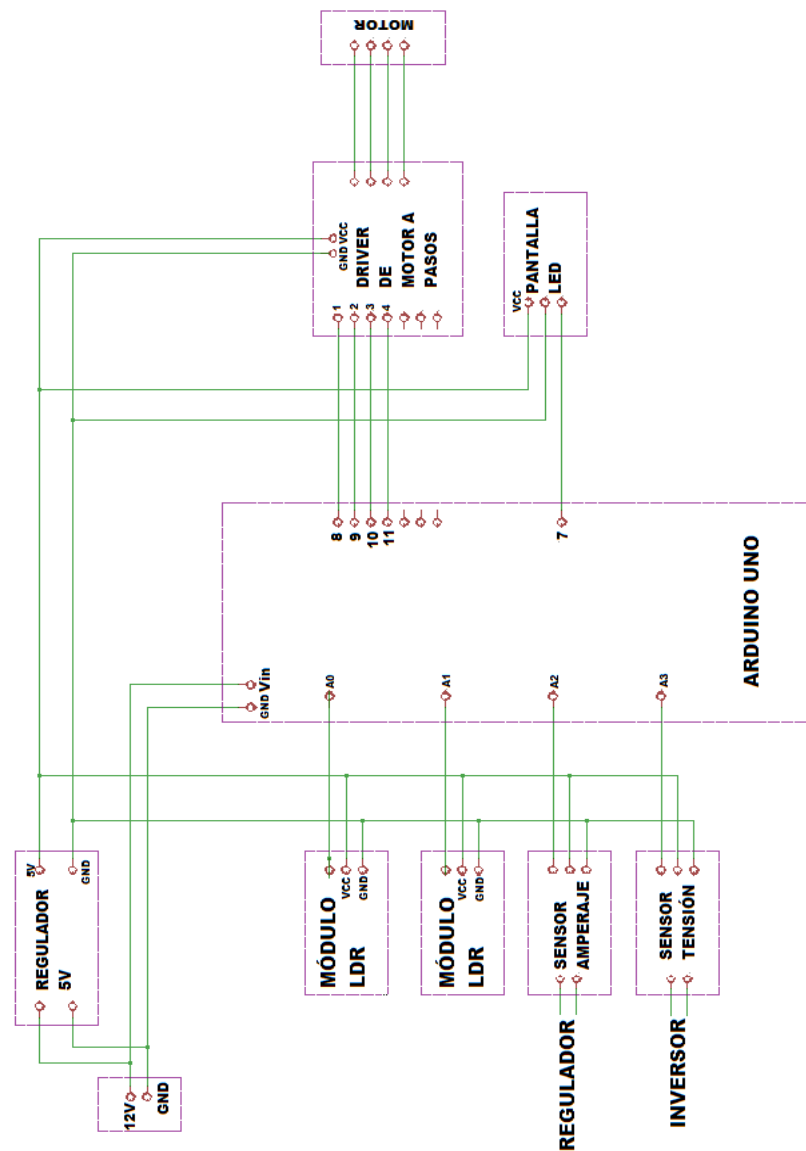 MOTOR
VCC
GND
DRIVER
DE
MOTOR A
PASOS
1
2
3
4
VCC
PANTALLA
LED
8
9
10
11
7
ARDUINO UNO
Vin
GND
A0
A1
A2
A3
5V
GND
REGULADOR
5V
12V
GND
MÓDULO
LDR
VCC
GND
MÓDULO
LDR
VCC
GND
SENSOR
AMPERAJE
SENSOR
TENSIÓN
REGULADOR
INVERSOR